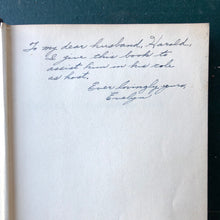 To my dear husband, Harold,
I give this book to
assist him in his role
as host.
Ever lovingly yours,
Evelyn